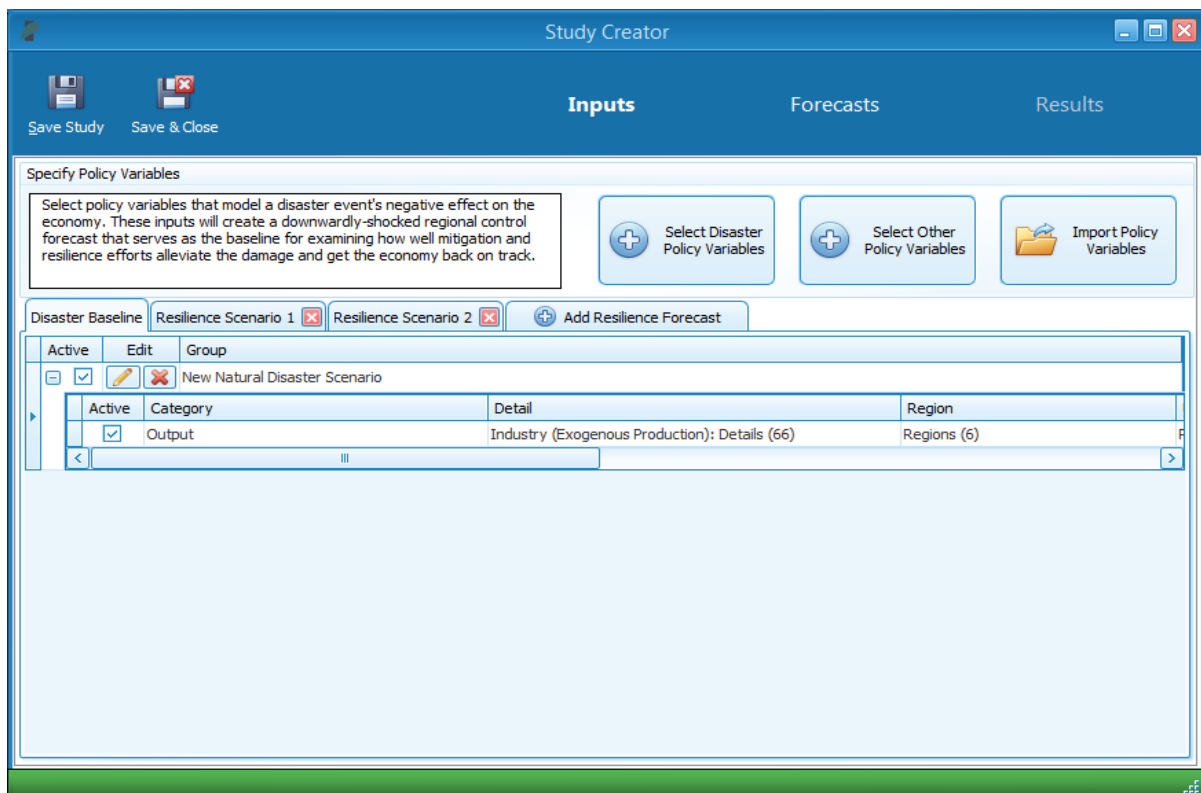 Study Creator
Save Study
Save & Close
Inputs
Forecasts
Results
Specify Policy Variables
Select policy variables that model a disaster event's negative effect on the
economy. These inputs will create a downwardly-shocked regional control
forecast that serves as the baseline for examining how well mitigation and
resilience efforts alleviate the damage and get the economy back on track.
Select Disaster
Policy Variables
Select Other
Policy Variables
Import Policy
Variables
Disaster Baseline
Resilience Scenario 1
Resilience Scenario 2
Add Resilience Forecast
Active Edit Group
New Natural Disaster Scenario
Active Category Detail Region
Output Industry (Exogenous Production): Details (66) Regions (6)